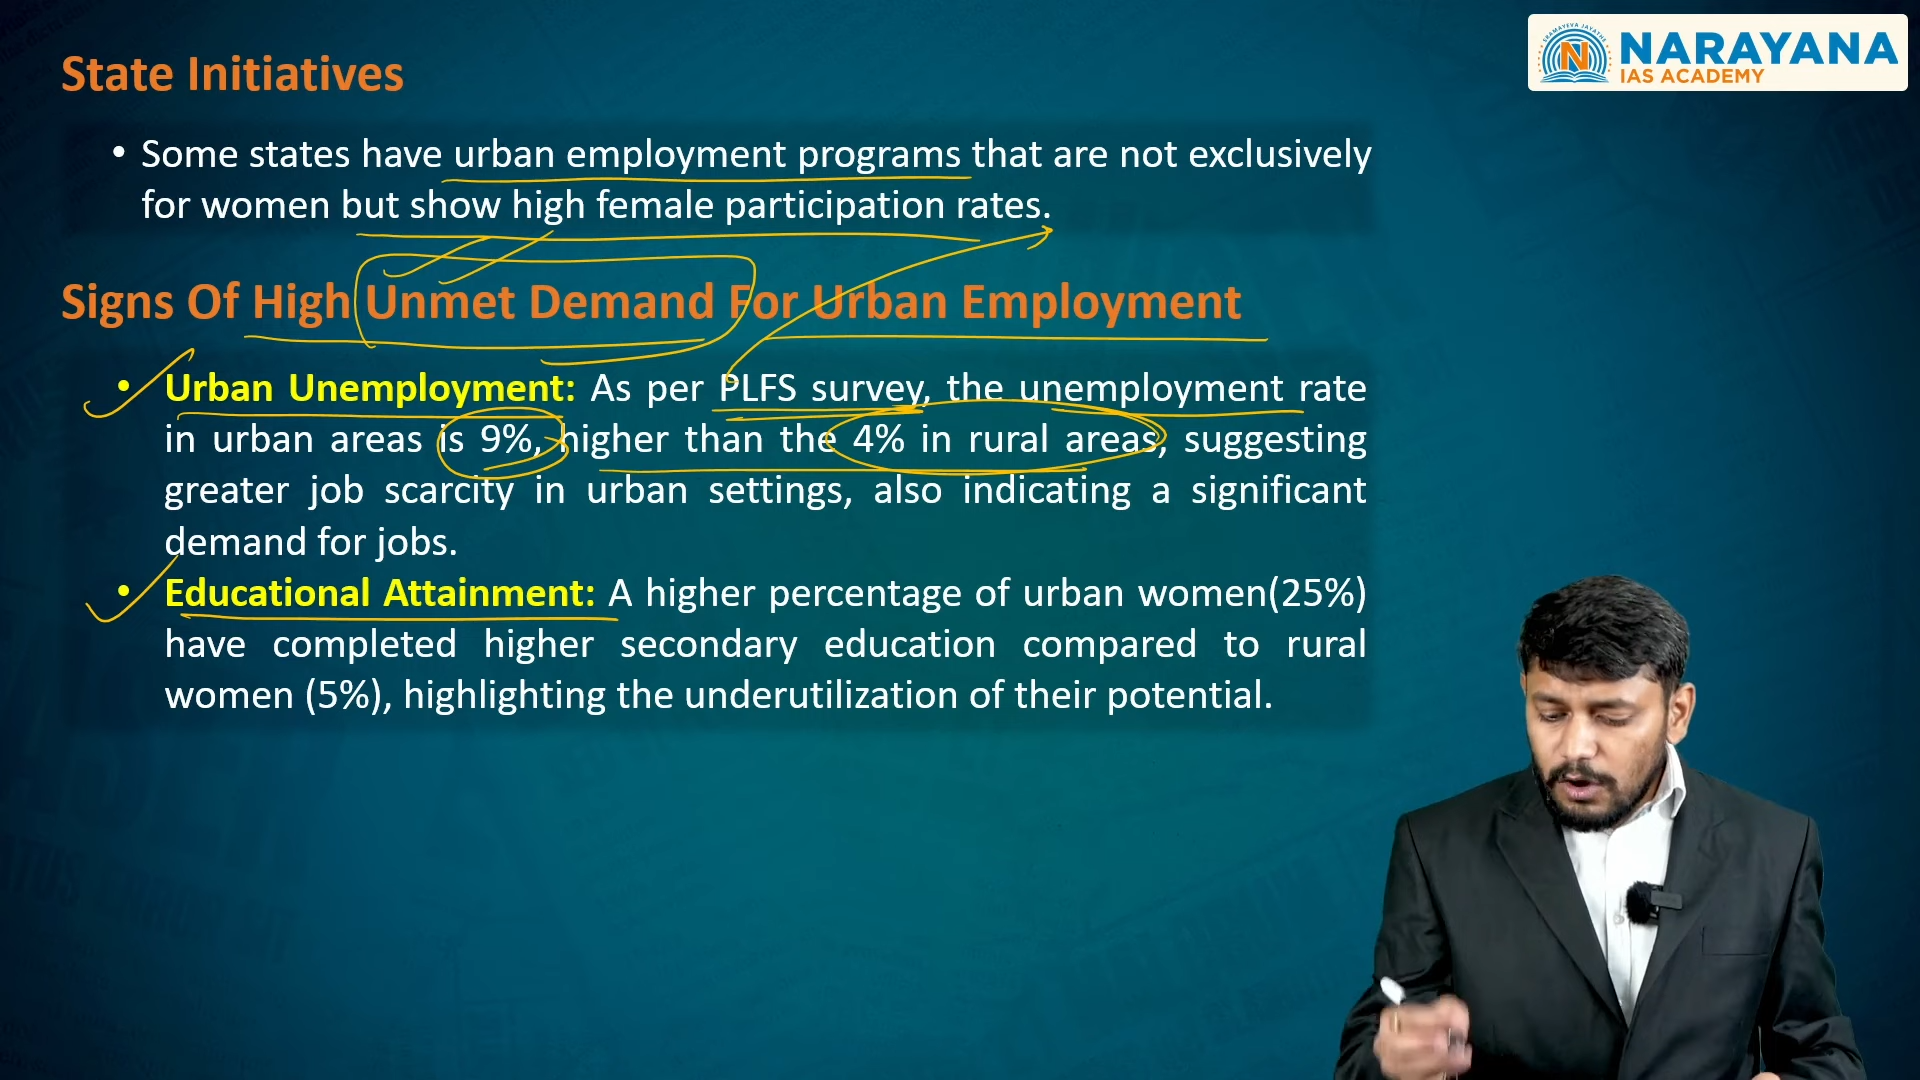 State Initiatives
SRAMAYEVA JAYATHE
N
NARAYANA
IAS ACADEMY
• Some states have urban employment programs that are not exclusively
for women but show high female participation rates.
Signs Of High Unmet Demand For Urban Employment
• Urban Unemployment: As per PLFS survey, the unemployment rate
in urban areas is 9%, higher than the 4% in rural areas, suggesting
greater job scarcity in urban settings, also indicating a significant
demand for jobs.
• Educational Attainment: A higher percentage of urban women(25%)
have completed higher secondary education compared to rural
women (5%), highlighting the underutilization of their potential.